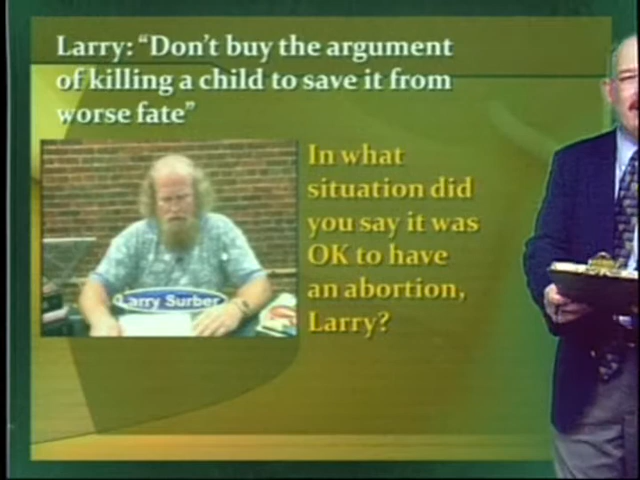 Larry: “Don’t buy the argument
of killing a child to save it from
worse fate”
In what
situation did
you say it was
OK to have
an abortion,
Larry?
Larry Surber